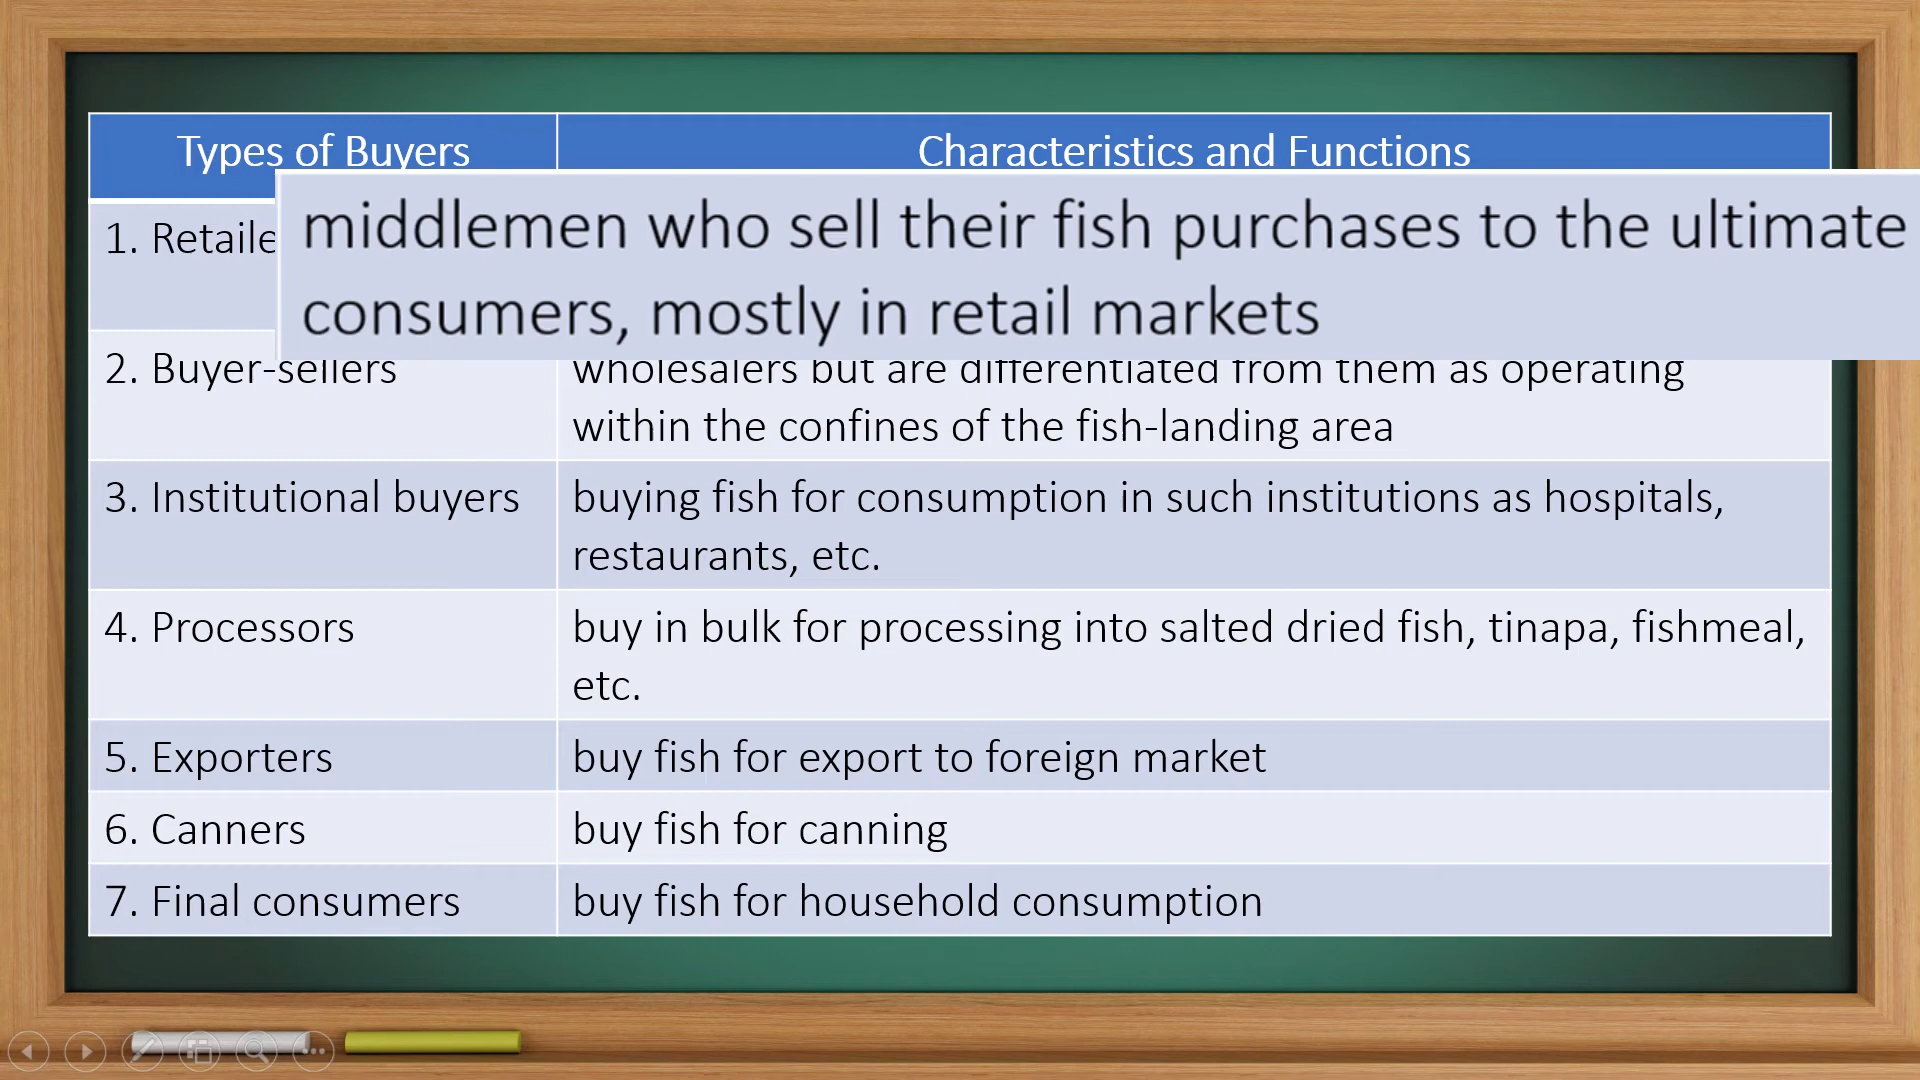 Types of Buyers
Characteristics and Functions
1. Retaile
middlemen who sell their fish purchases to the ultimate
consumers, mostly in retail markets
2. Buyer-sellers
wholesalers but are differentiated from them as operating
within the confines of the fish-landing area
3. Institutional buyers
buying fish for consumption in such institutions as hospitals,
restaurants, etc.
4. Processors
buy in bulk for processing into salted dried fish, tinapa, fishmeal,
etc.
5. Exporters
buy fish for export to foreign market
6. Canners
buy fish for canning
7. Final consumers
buy fish for household consumption